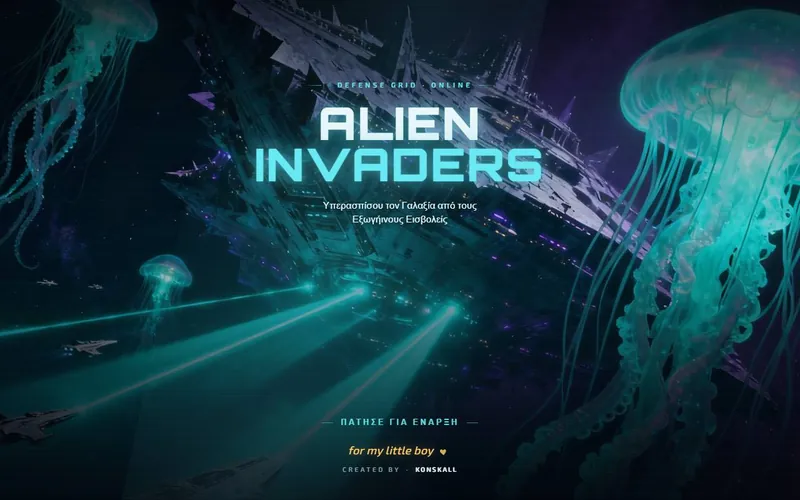 DEFENSE GRID · ONLINE
ALIEN
INVADERS
Υπερασπίσου τον Γαλαξία από τους
Εξωγήινους Εισβολείς
ΠΑΤΗΣΕ ΓΙΑ ΕΝΑΡΞΗ
for my little boy 🧡
CREATED BY · KONSKALL